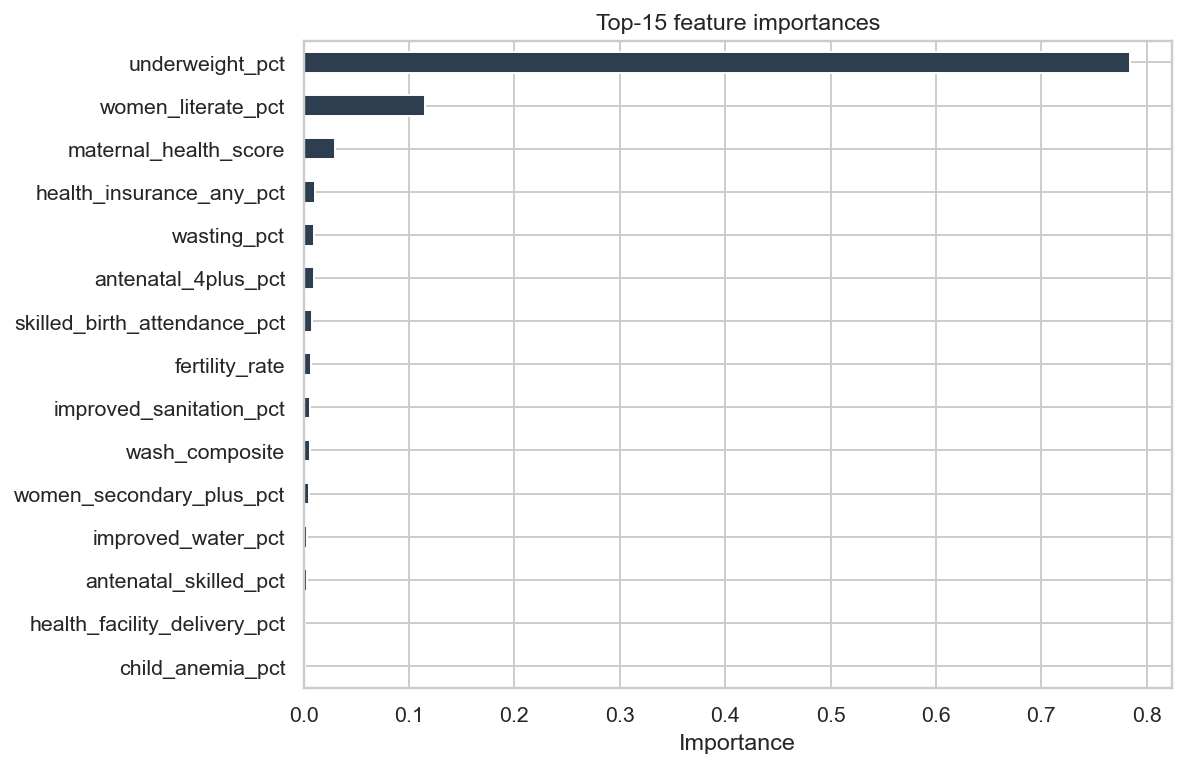 Top-15 feature importances
underweight_pct
women_literate_pct
maternal_health_score
health_insurance_any_pct
wasting_pct
antenatal_4plus_pct
skilled_birth_attendance_pct
fertility_rate
improved_sanitation_pct
wash_composite
women_secondary_plus_pct
improved_water_pct
antenatal_skilled_pct
health_facility_delivery_pct
child_anemia_pct
0.0 0.1 0.2 0.3 0.4 0.5 0.6 0.7 0.8
Importance